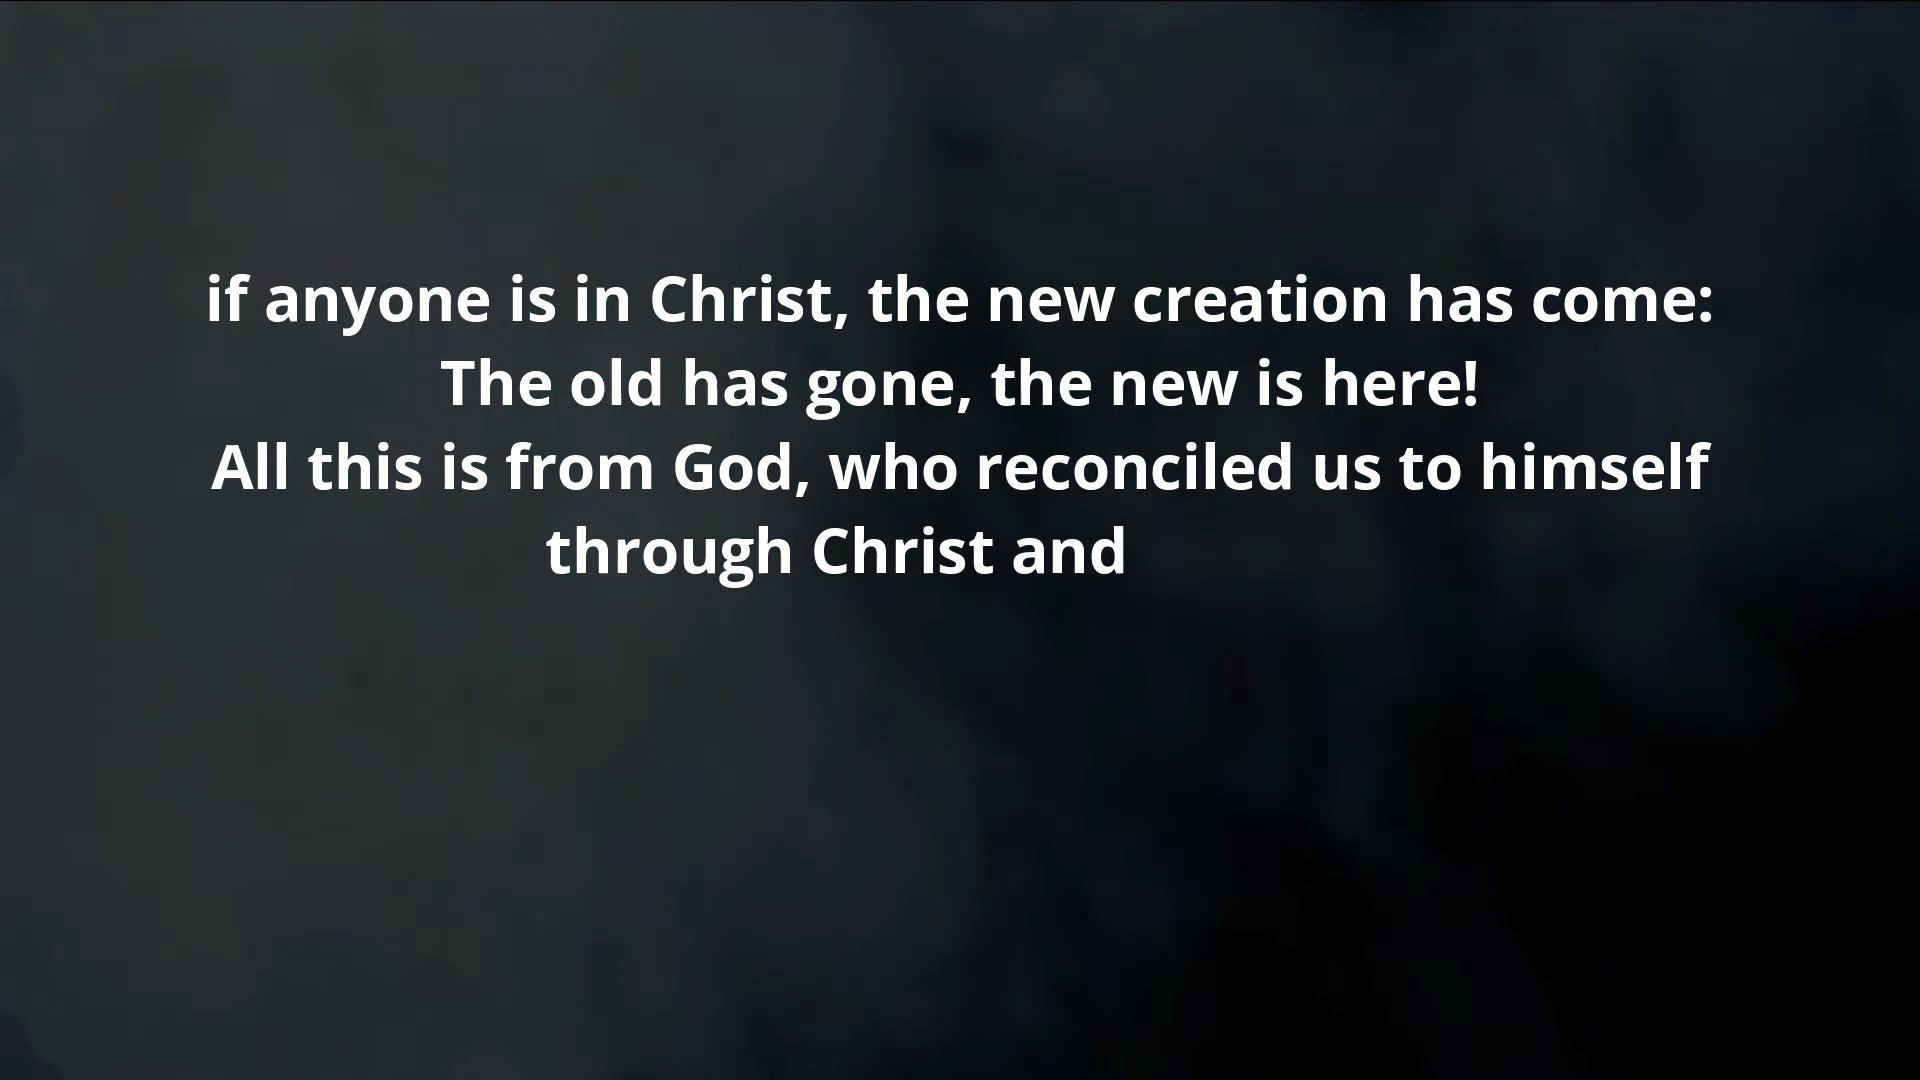 if anyone is in Christ, the new creation has come:
The old has gone, the new is here!
All this is from God, who reconciled us to himself
through Christ and